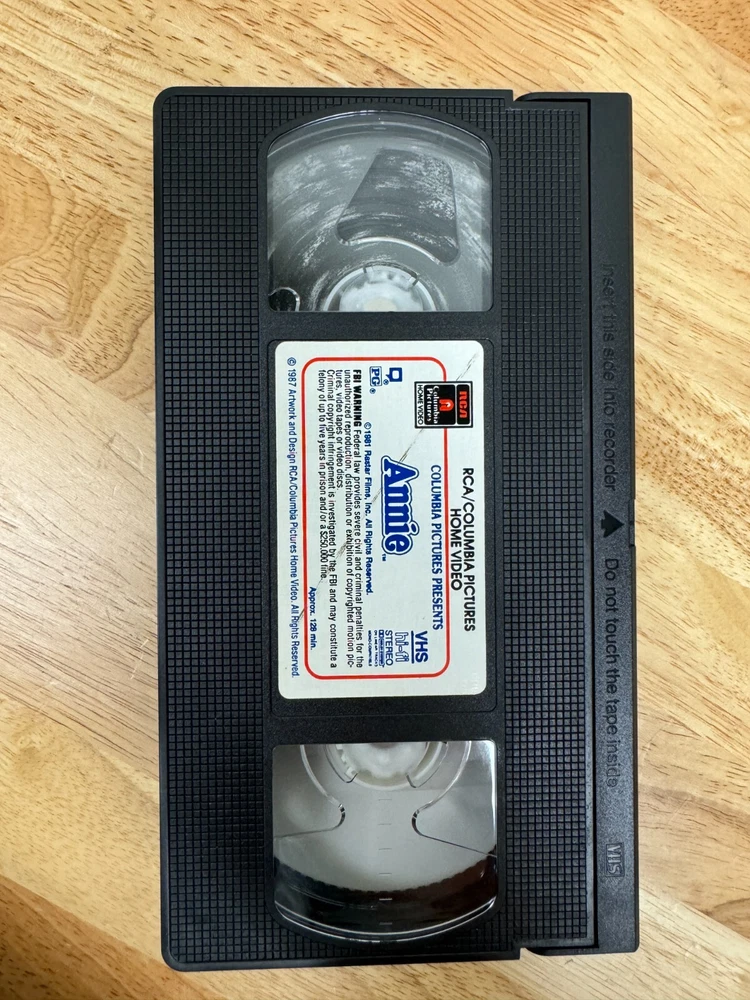 RCA
Columbia
Pictures
HOME VIDEO
RCA/COLUMBIA PICTURES
HOME VIDEO
COLUMBIA PICTURES PRESENTS
Annie™
VHS
hi-fi
STEREO
PG®
©1981 Rastar Films, Inc. All Rights Reserved.
Approx. 128 min.
FBI WARNING Federal law provides severe civil and criminal penalties for the
unauthorized reproduction, distribution or exhibition of copyrighted motion pic-
tures, video tapes or video discs.
Criminal copyright infringement is investigated by the FBI and may constitute a
felony of up to five years in prison and/or a $250,000 fine.
© 1987 Artwork and Design RCA/Columbia Pictures Home Video. All Rights Reserved.
Insert this side into recorder ▲ Do not touch the tape inside
VHS